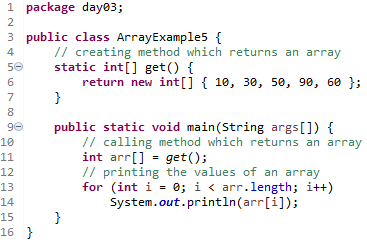 1 package day03;
2
3 public class ArrayExample5 {
4 // creating method which returns an array
5 static int[] get() {
6 return new int[] { 10, 30, 50, 90, 60 };
7 }
8
9 public static void main(String args[]) {
10 // calling method which returns an array
11 int arr[] = get();
12 // printing the values of an array
13 for (int i = 0; i < arr.length; i++)
14 System.out.println(arr[i]);
15 }
16 }